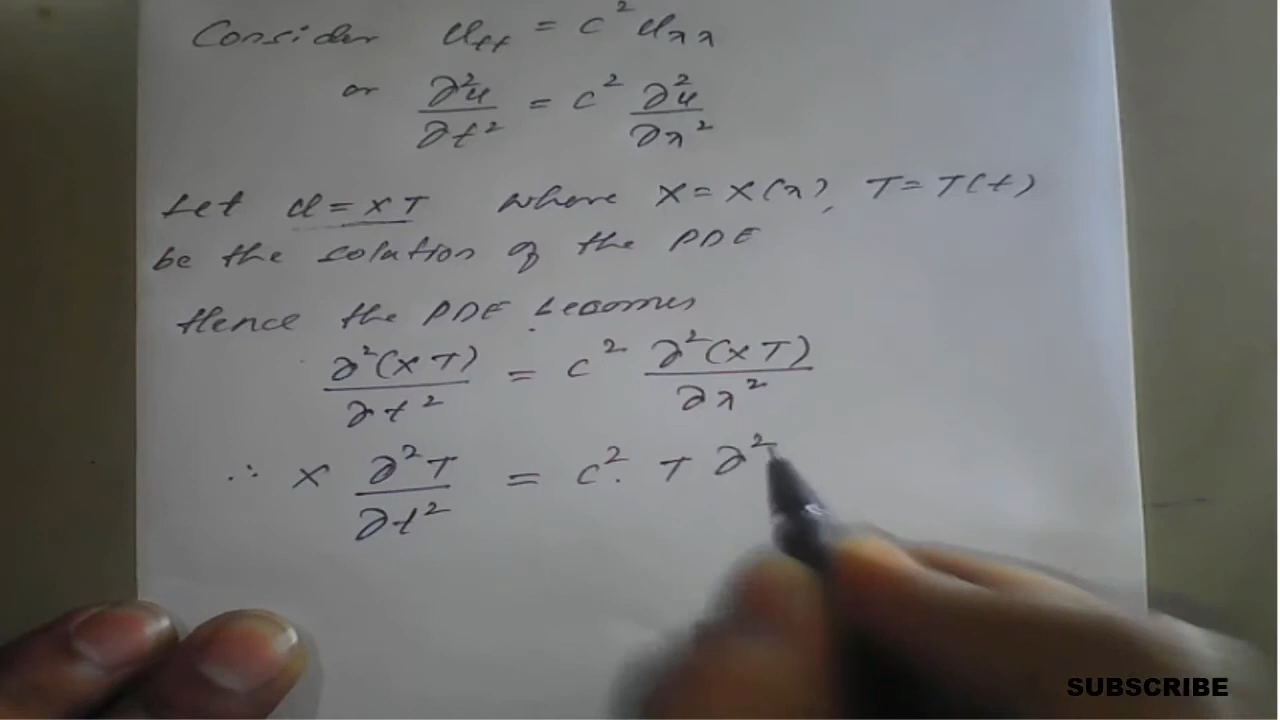 Consider u_tt = c² u_xx
or ∂²u/∂t² = c² ∂²u/∂x²
Let u = XT where X = X(x), T = T(t)
be the solution of the PDE
Hence the PDE becomes
∂²(XT)/∂t² = c² ∂²(XT)/∂x²
∴ X ∂²T/∂t² = c². T ∂²
SUBSCRIBE